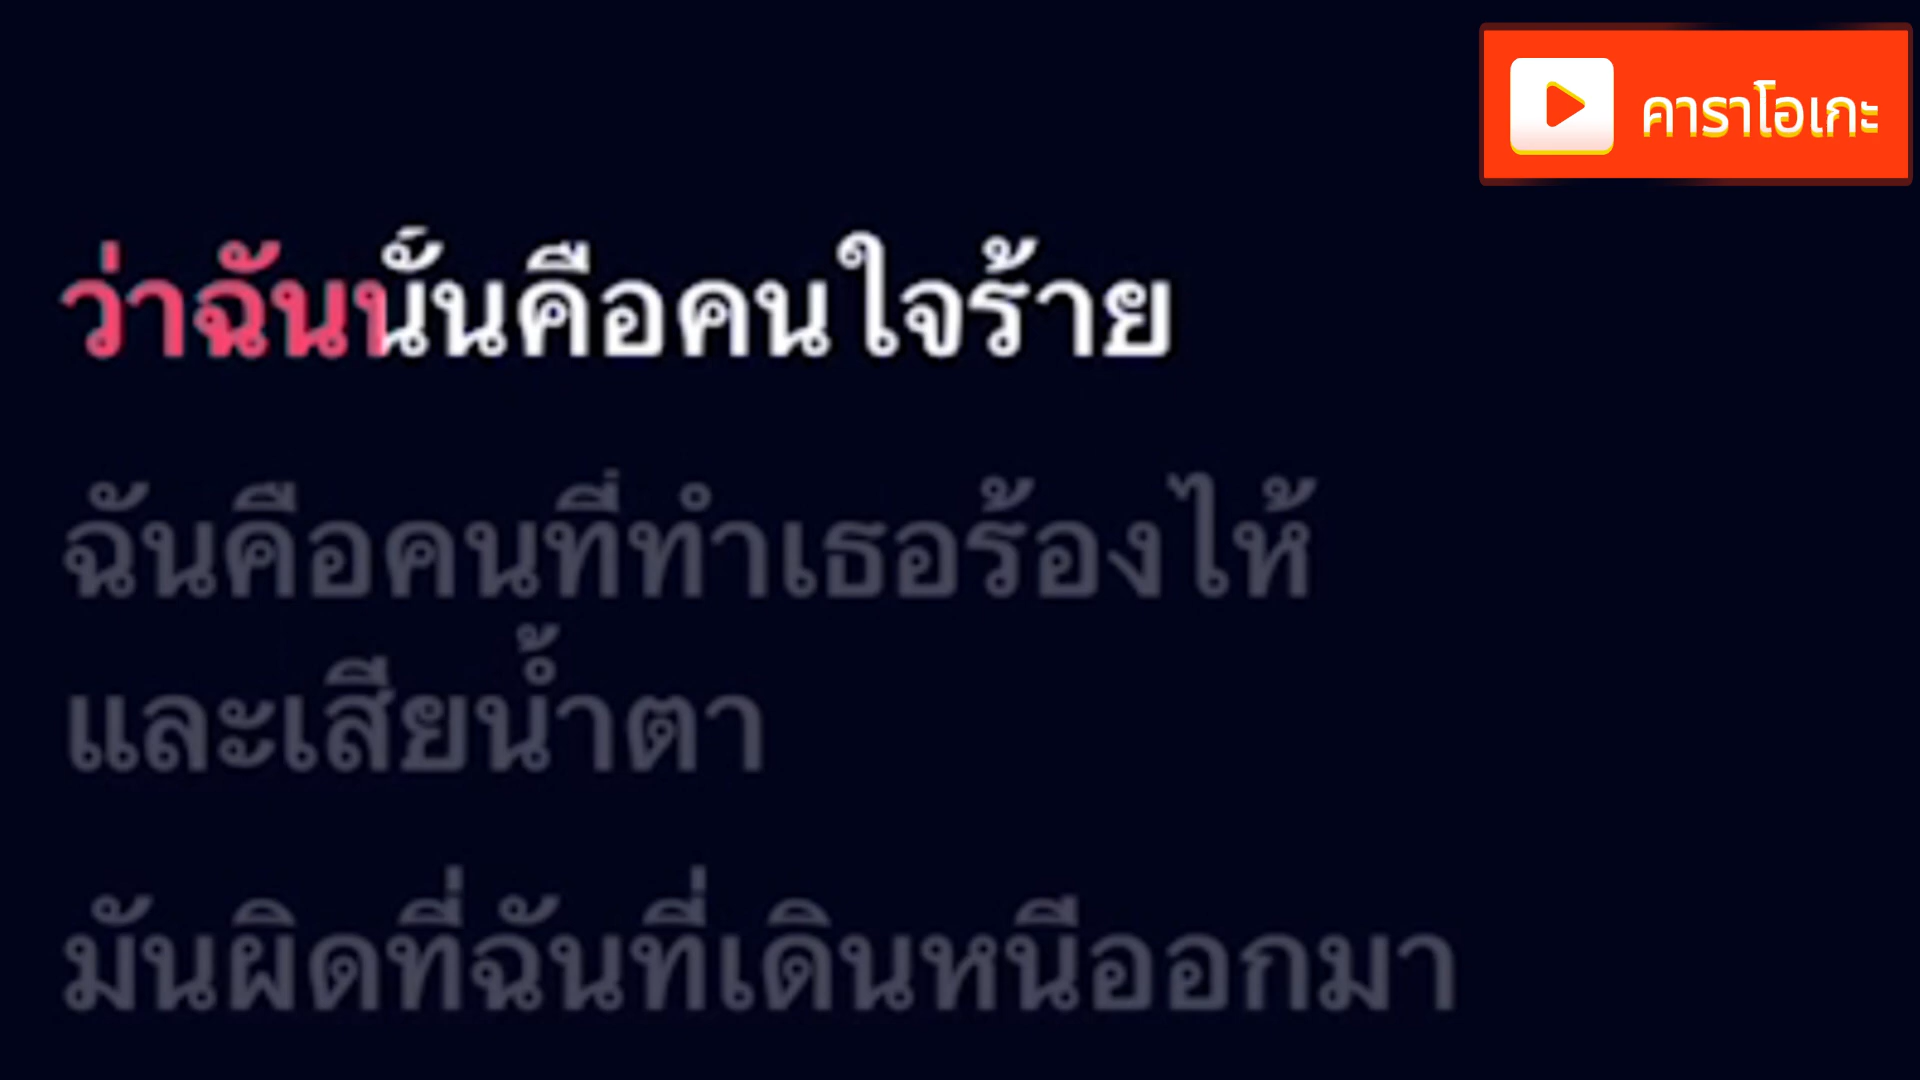 คาราโอเกะ
ว่าฉันนั้นคือคนใจร้าย
ฉันคือคนที่ทำเธอร้องไห้
และเสียน้ำตา
มันผิดที่ฉันที่เดินหนีออกมา